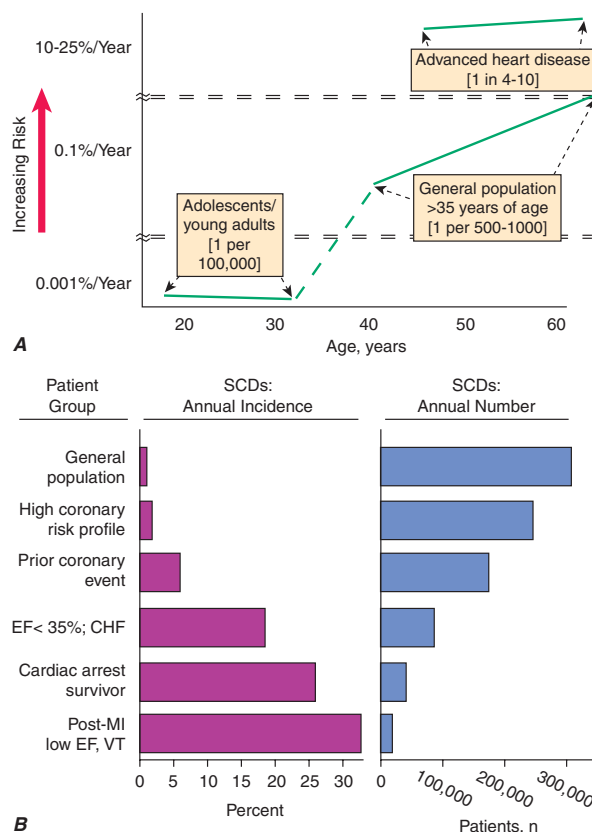 10-25%/Year
Advanced heart disease
[1 in 4-10]
Increasing Risk
0.1%/Year
Adolescents/
young adults
[1 per
100,000]
General population
>35 years of age
[1 per 500-1000]
0.001%/Year
20 30 40 50 60
A
Age, years
Patient
Group
SCDs:
Annual Incidence
SCDs:
Annual Number
General
population
High coronary
risk profile
Prior coronary
event
EF< 35%; CHF
Cardiac arrest
survivor
Post-MI
low EF, VT
0 5 10 15 20 25 30
0 100,000 200,000 300,000
B
Percent
Patients, n